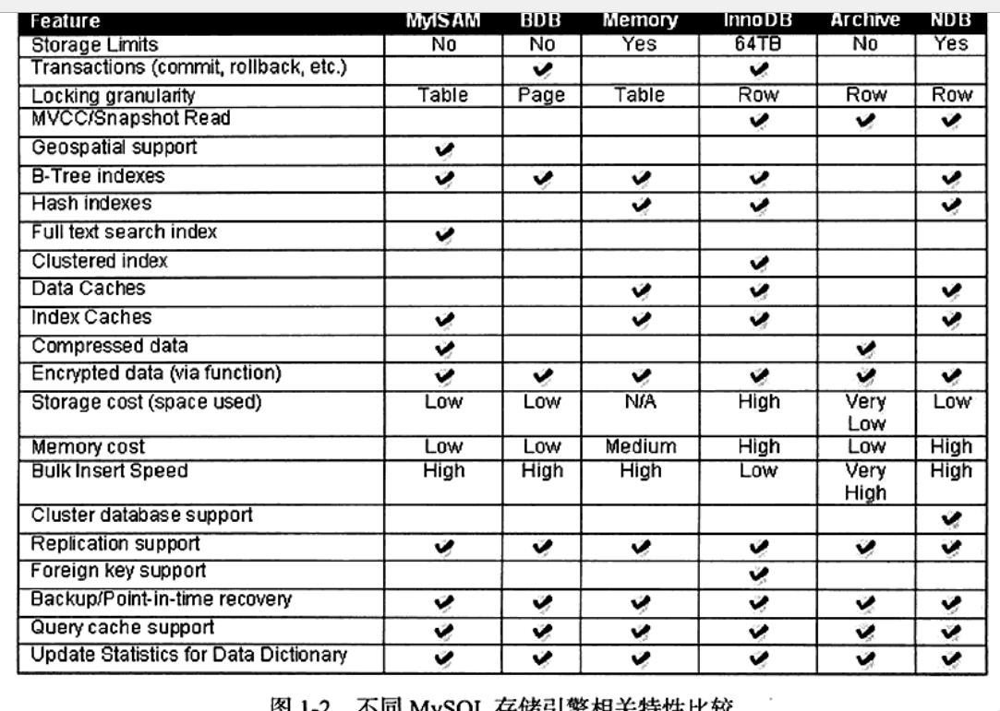 Feature MyISAM BDB Memory InnoDB Archive NDB
Storage Limits No No Yes 64TB No Yes
Transactions (commit, rollback, etc.) ✔ ✔
Locking granularity Table Page Table Row Row Row
MVCC/Snapshot Read ✔ ✔ ✔
Geospatial support ✔
B-Tree indexes ✔ ✔ ✔ ✔ ✔
Hash indexes ✔ ✔ ✔
Full text search index ✔
Clustered index ✔
Data Caches ✔ ✔ ✔
Index Caches ✔ ✔ ✔ ✔
Compressed data ✔ ✔
Encrypted data (via function) ✔ ✔ ✔ ✔ ✔ ✔
Storage cost (space used) Low Low N/A High Very Low
Low
Memory cost Low Low Medium High Low High
Bulk Insert Speed High High High Low Very High
High
Cluster database support ✔
Replication support ✔ ✔ ✔ ✔ ✔ ✔
Foreign key support ✔
Backup/Point-in-time recovery ✔ ✔ ✔ ✔ ✔ ✔
Query cache support ✔ ✔ ✔ ✔ ✔ ✔
Update Statistics for Data Dictionary ✔ ✔ ✔ ✔ ✔ ✔
图 1-2 不同 MySQL 存储引擎相关特性比较